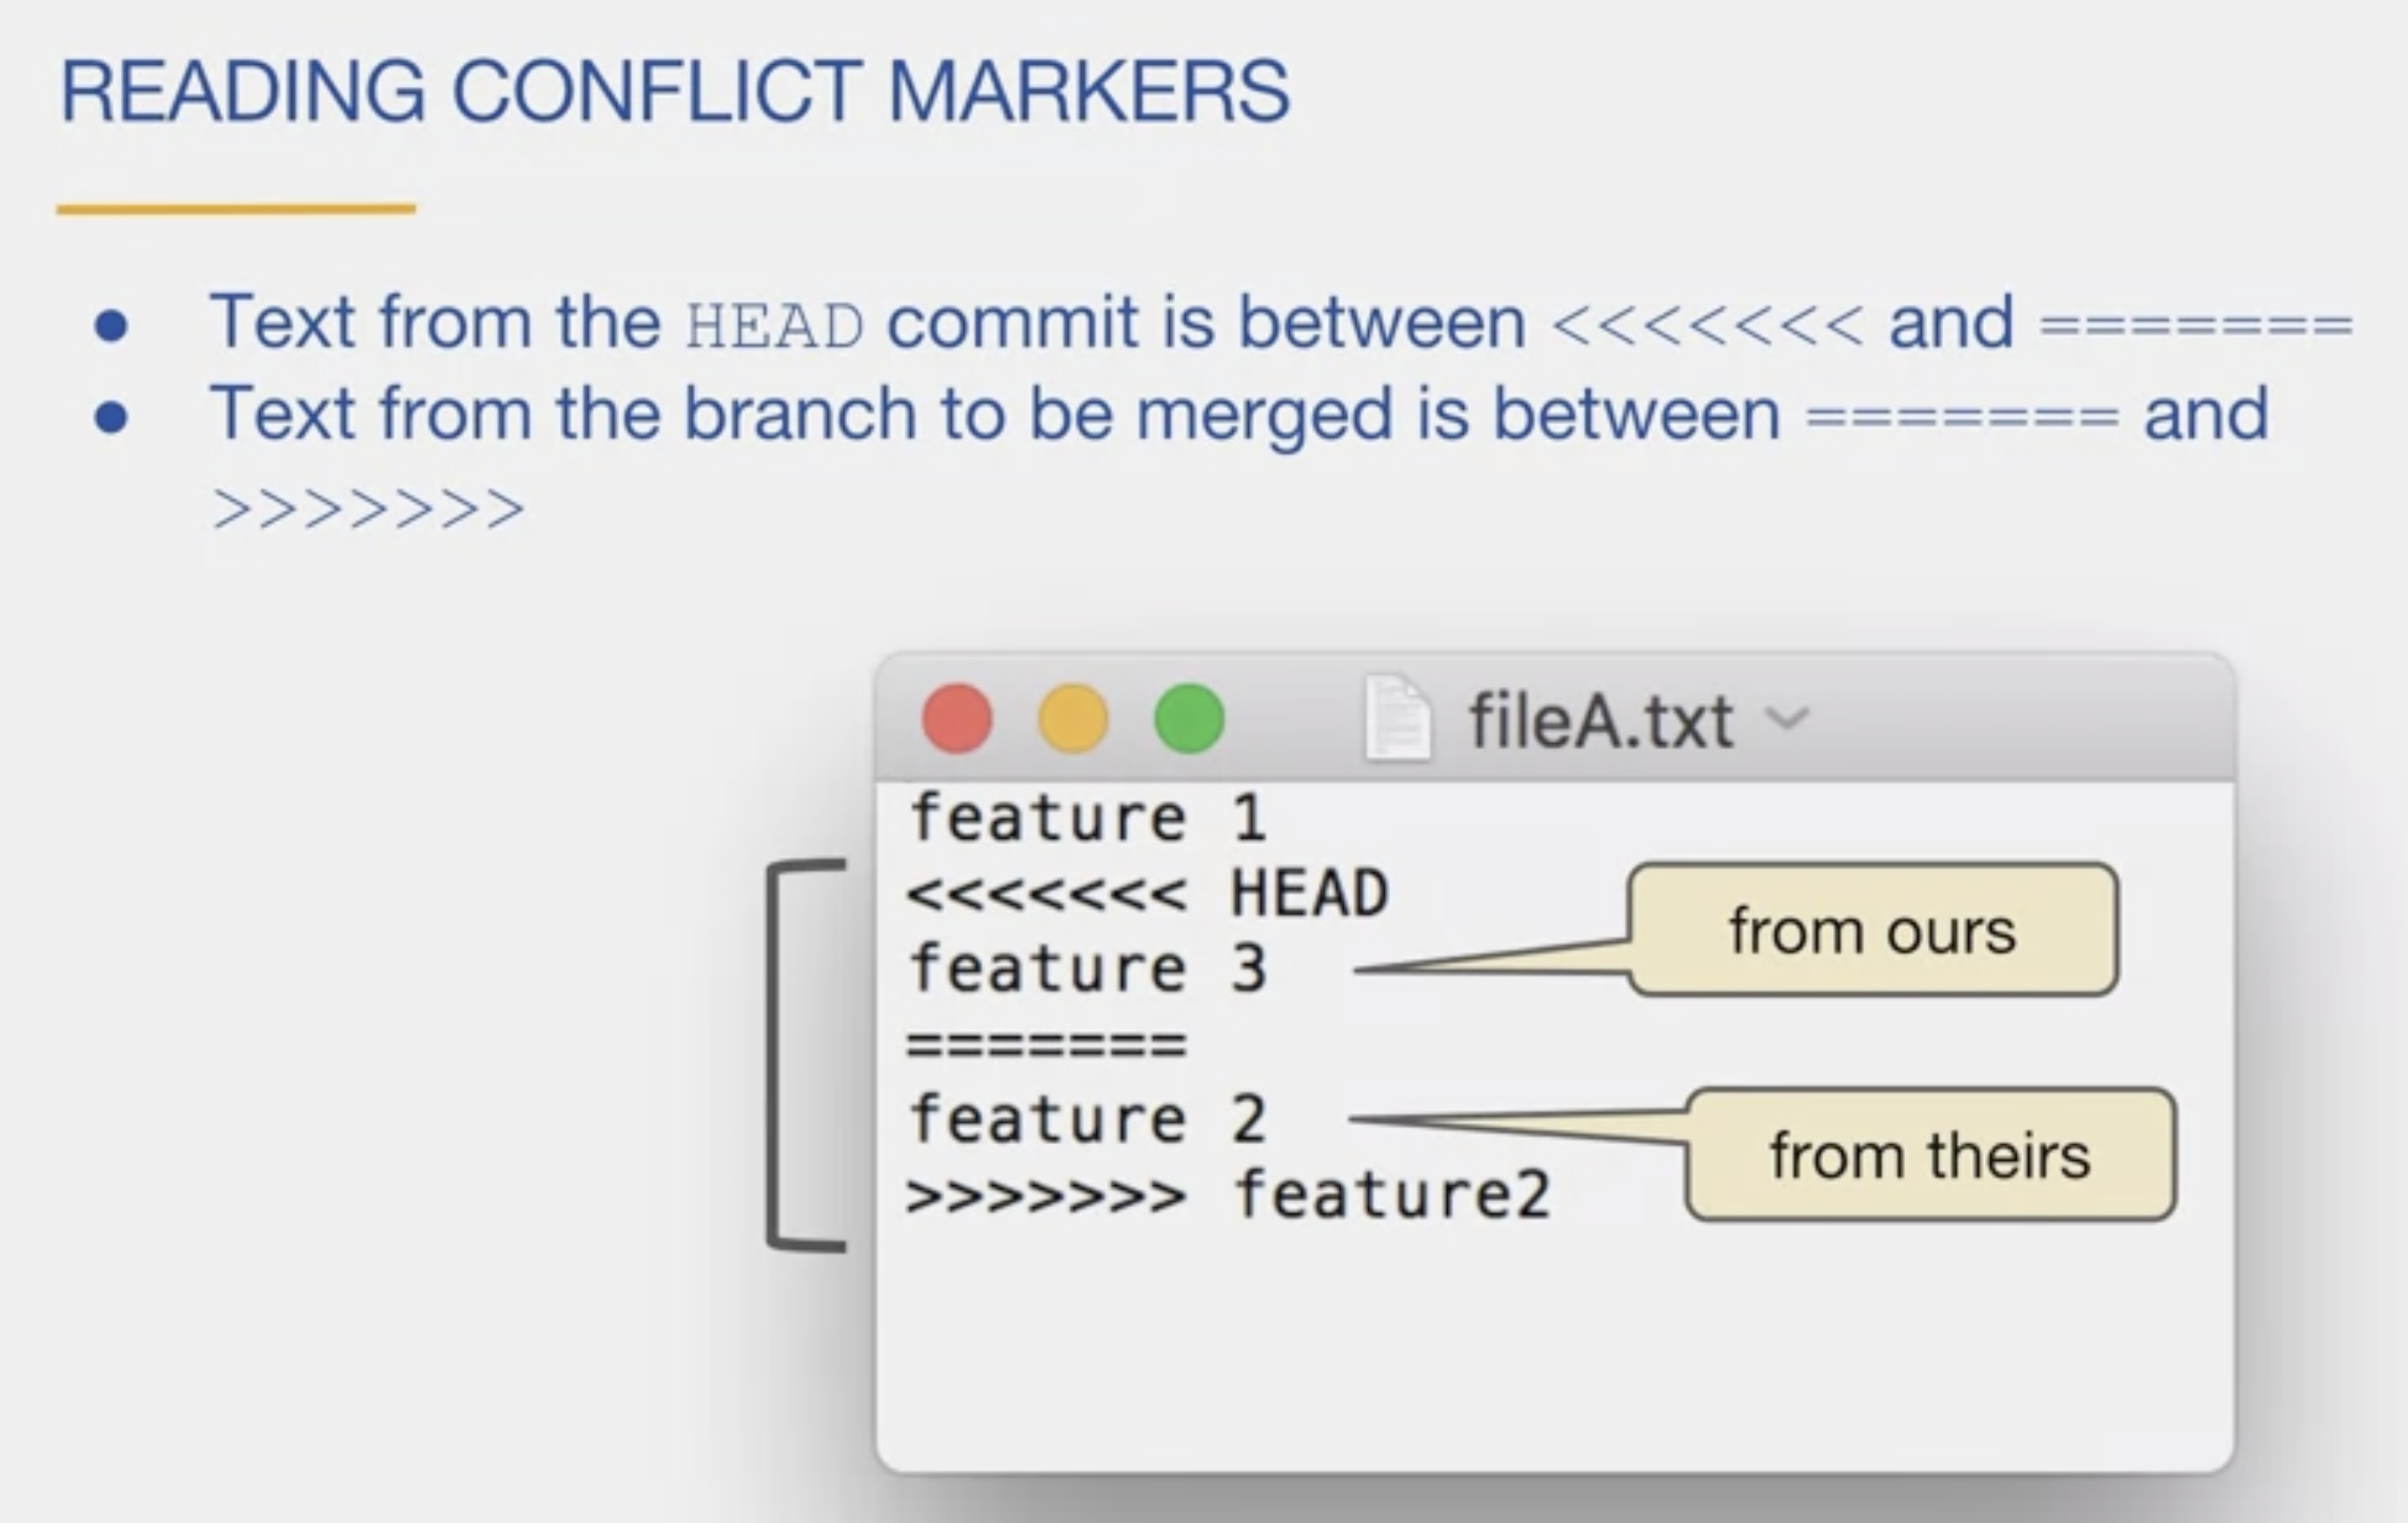 READING CONFLICT MARKERS
● Text from the HEAD commit is between <<<<<<< and =======
● Text from the branch to be merged is between ======= and
>>>>>>>
fileA.txt
feature 1
<<<<<<< HEAD
from ours
feature 3
=======
feature 2
from theirs
>>>>>>> feature2